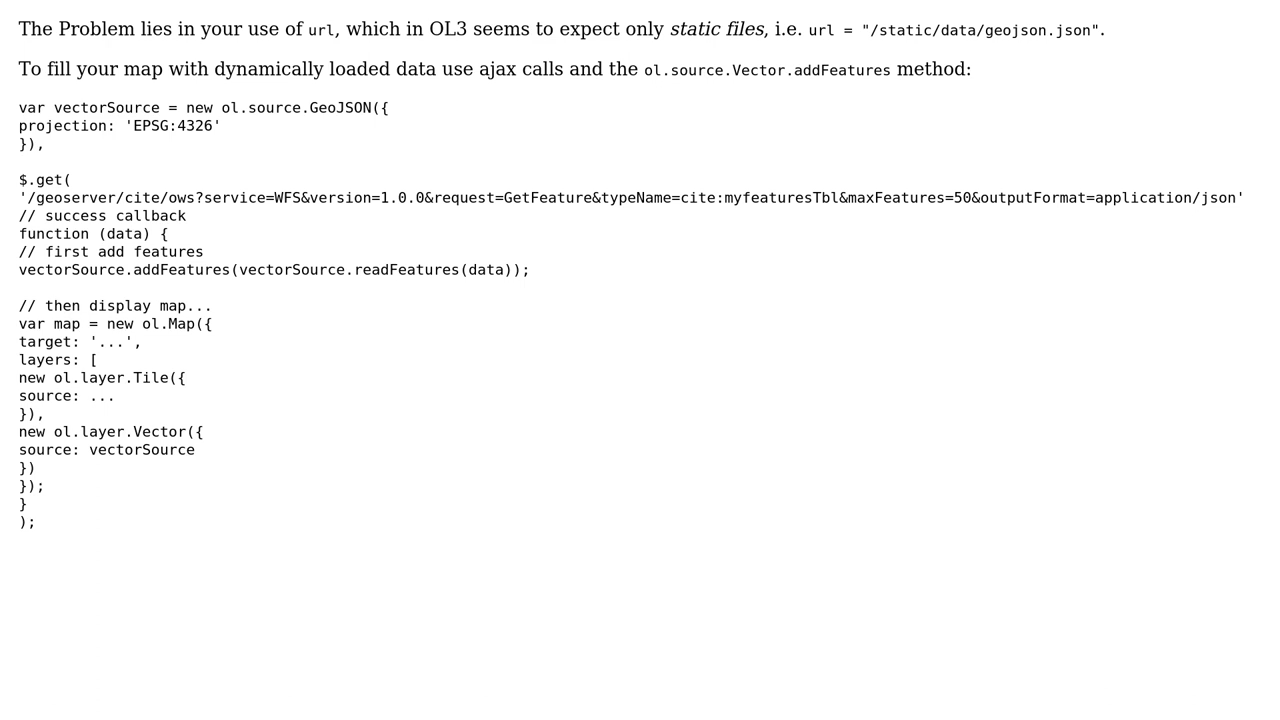 The Problem lies in your use of url, which in OL3 seems to expect only static files, i.e. url = "/static/data/geojson.json".
To fill your map with dynamically loaded data use ajax calls and the ol.source.Vector.addFeatures method:
var vectorSource = new ol.source.GeoJSON({
projection: 'EPSG:4326'
}),
$.get(
'/geoserver/cite/ows?service=WFS&version=1.0.0&request=GetFeature&typeName=cite:myfeaturesTbl&maxFeatures=50&outputFormat=application/json'
// success callback
function (data) {
// first add features
vectorSource.addFeatures(vectorSource.readFeatures(data));
// then display map...
var map = new ol.Map({
target: '...',
layers: [
new ol.layer.Tile({
source: ...
}),
new ol.layer.Vector({
source: vectorSource
})
});
}
);